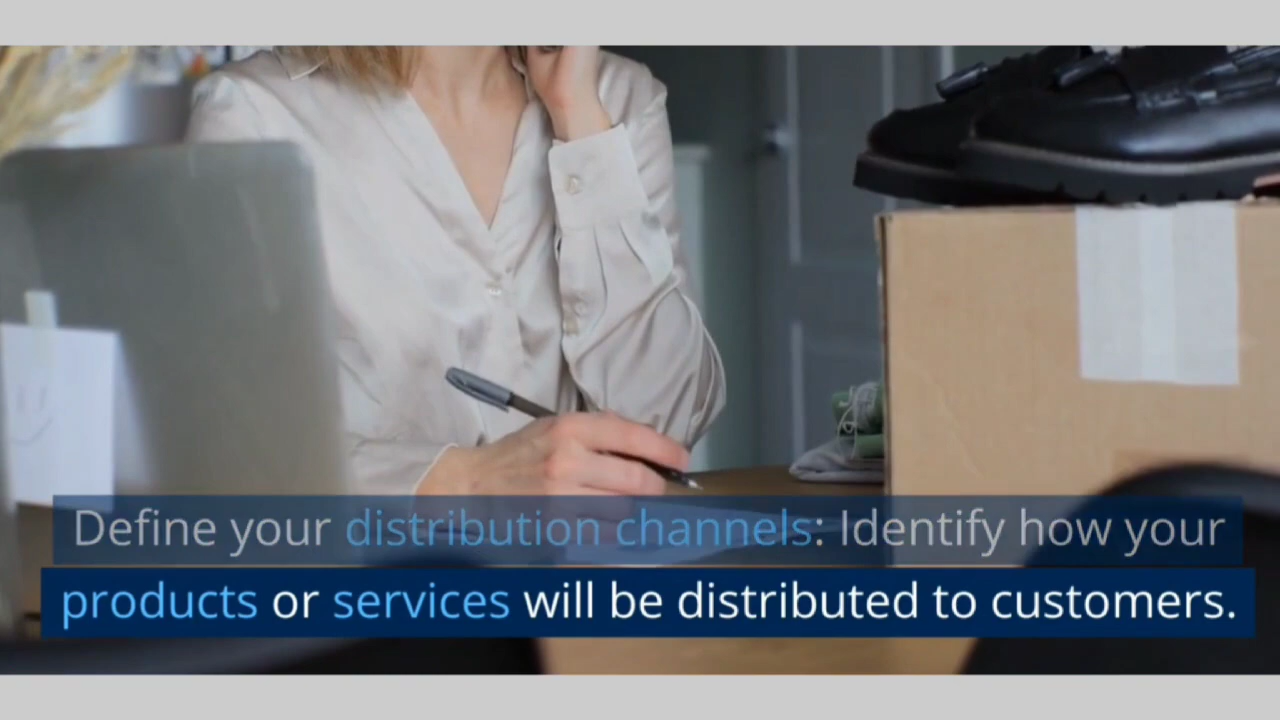 Define your distribution channels: Identify how your
products or services will be distributed to customers.